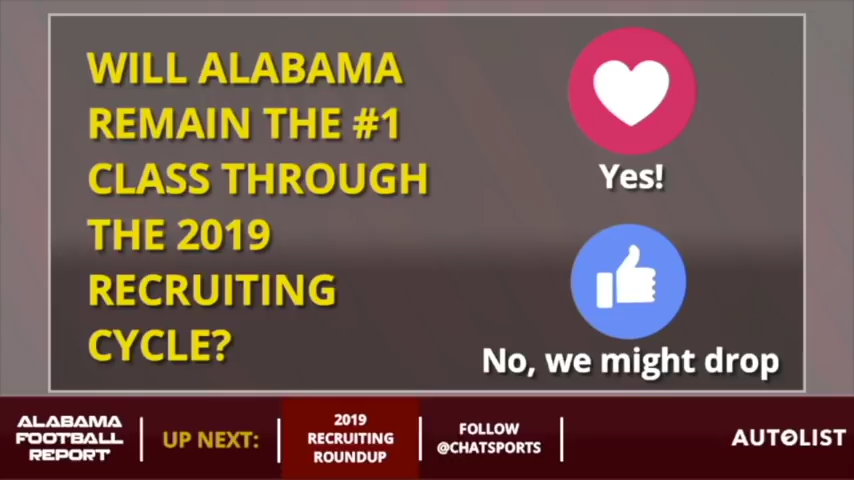 WILL ALABAMA
REMAIN THE #1
CLASS THROUGH
THE 2019
RECRUITING
CYCLE?
Yes!
No, we might drop
ALABAMA
FOOTBALL
REPORT
UP NEXT:
2019
RECRUITING
ROUNDUP
FOLLOW
@CHATSPORTS
AUTOLIST